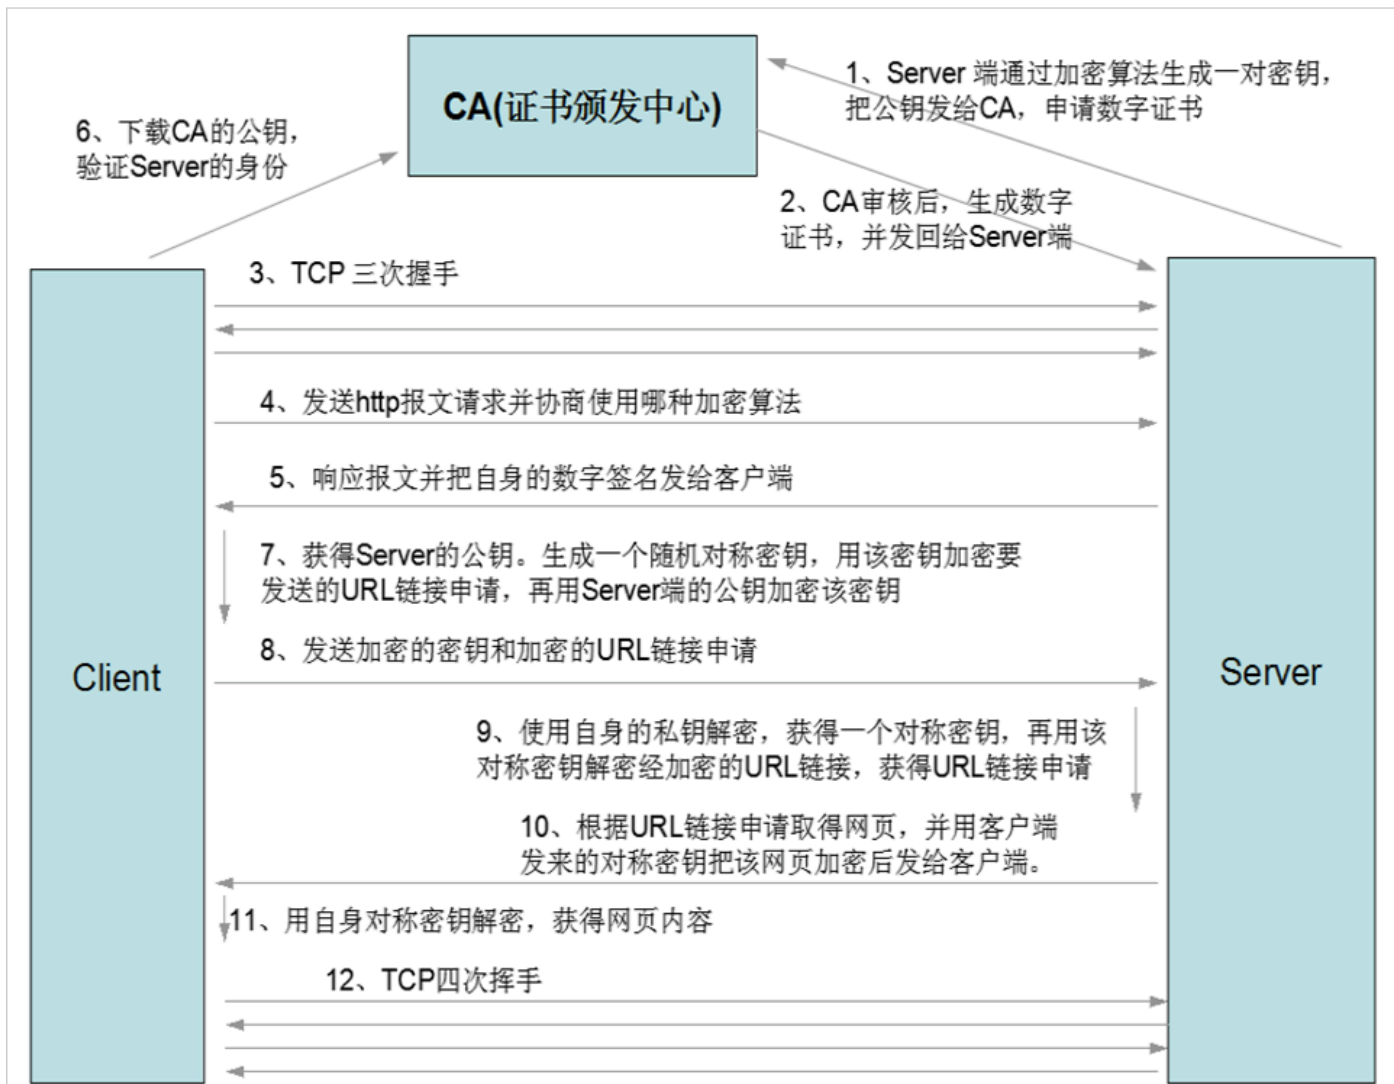 CA(证书颁发中心)
1、Server 端通过加密算法生成一对密钥，
把公钥发给CA，申请数字证书
6、下载CA的公钥，
验证Server的身份
2、CA审核后，生成数字
证书，并发回给Server端
3、TCP 三次握手
4、发送http报文请求并协商使用哪种加密算法
5、响应报文并把自身的数字签名发给客户端
7、获得Server的公钥。生成一个随机对称密钥，用该密钥加密要
发送的URL链接申请，再用Server端的公钥加密该密钥
8、发送加密的密钥和加密的URL链接申请
Client
Server
9、使用自身的私钥解密，获得一个对称密钥，再用该
对称密钥解密经加密的URL链接，获得URL链接申请
10、根据URL链接申请取得网页，并用客户端
发来的对称密钥把该网页加密后发给客户端。
11、用自身对称密钥解密，获得网页内容
12、TCP四次挥手